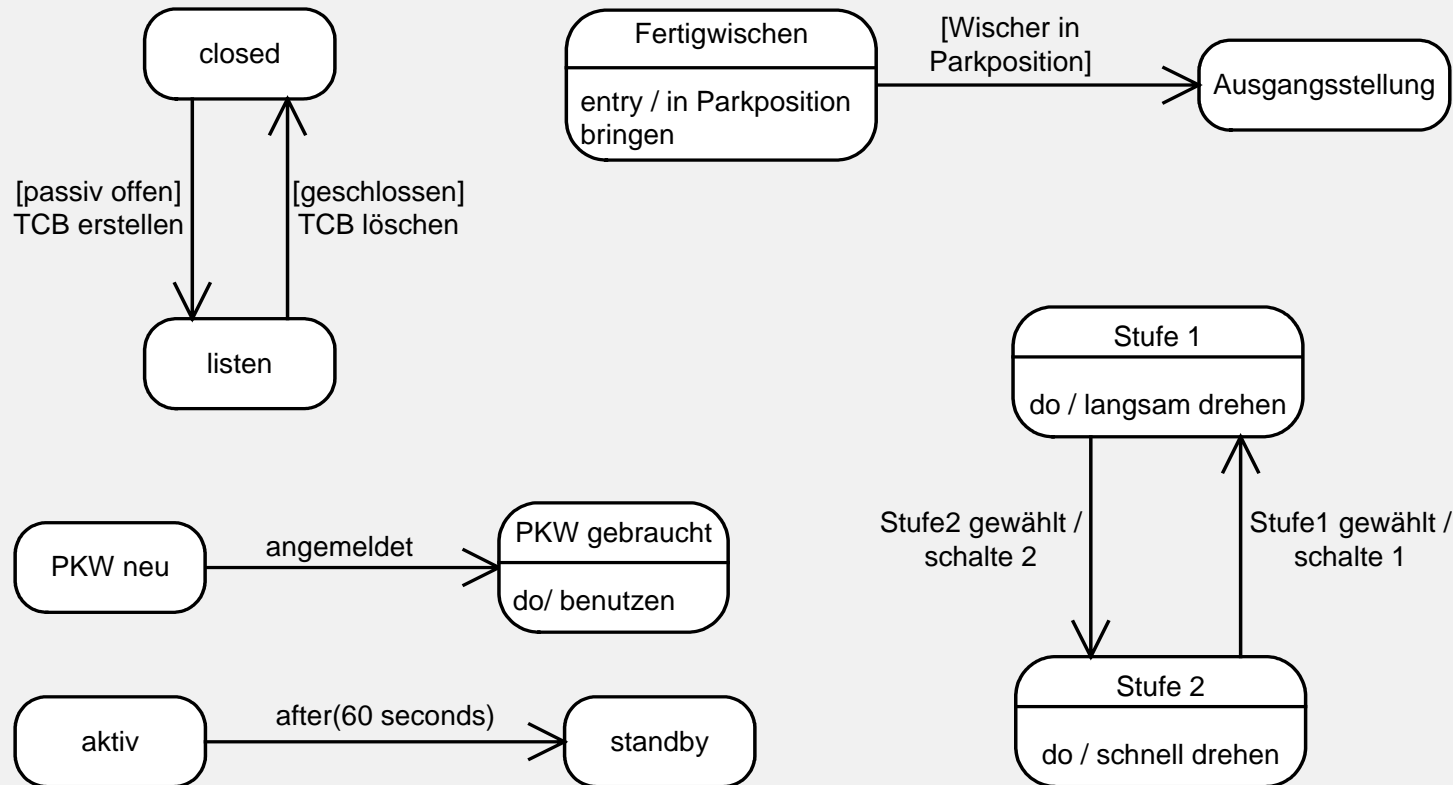 closed
[passiv offen]
TCB erstellen
[geschlossen]
TCB löschen
listen
Fertigwischen
entry / in Parkposition
bringen
[Wischer in
Parkposition]
Ausgangsstellung
Stufe 1
do / langsam drehen
Stufe2 gewählt /
schalte 2
Stufe1 gewählt /
schalte 1
Stufe 2
do / schnell drehen
PKW neu
angemeldet
PKW gebraucht
do/ benutzen
aktiv
after(60 seconds)
standby